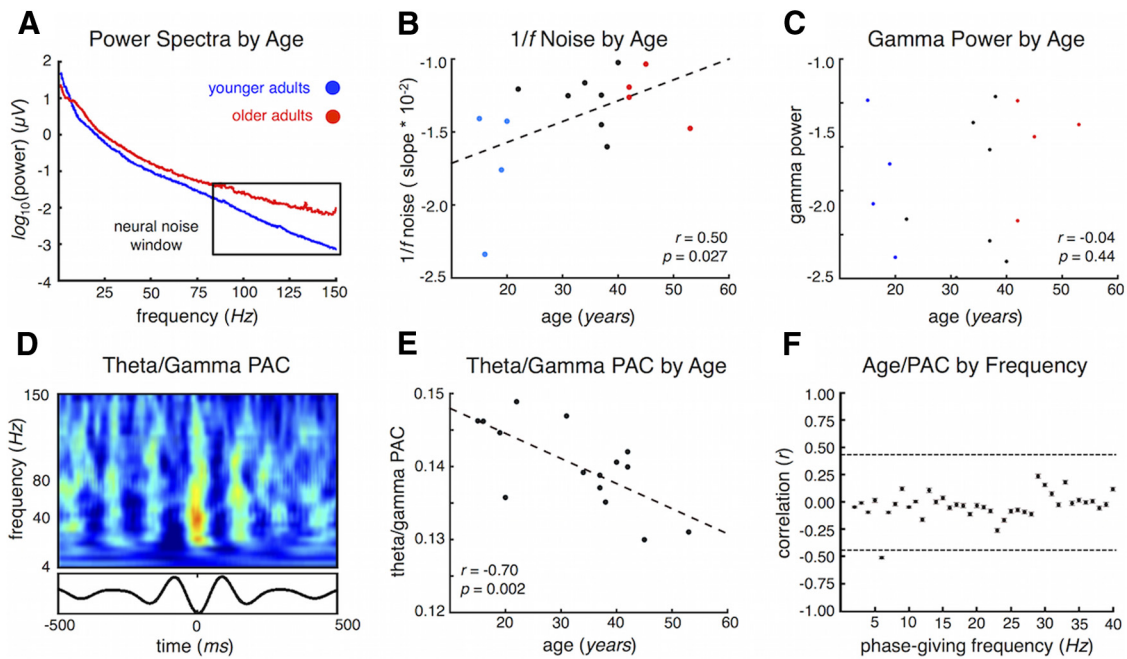 A
Power Spectra by Age
2
1
0
-1
-2
-3
-4
log10(power) (μV)
younger adults
older adults
neural noise
window
25 50 75 100 125 150
frequency (Hz)
B
1/f Noise by Age
-1.0
-1.5
-2.0
-2.5
1/f noise ( slope * 10-2)
r = 0.50
p = 0.027
20 30 40 50 60
age (years)
C
Gamma Power by Age
-1.0
-1.5
-2.0
-2.5
gamma power
r = -0.04
p = 0.44
20 30 40 50 60
age (years)
D
Theta/Gamma PAC
150
80
40
4
frequency (Hz)
-500 0 500
time (ms)
E
Theta/Gamma PAC by Age
0.15
0.14
0.13
0.12
theta/gamma PAC
r = -0.70
p = 0.002
20 30 40 50 60
age (years)
F
Age/PAC by Frequency
1.00
0.75
0.50
0.25
0.00
-0.25
-0.50
-0.75
-1.00
correlation (r)
5 10 15 20 25 30 35 40
phase-giving frequency (Hz)